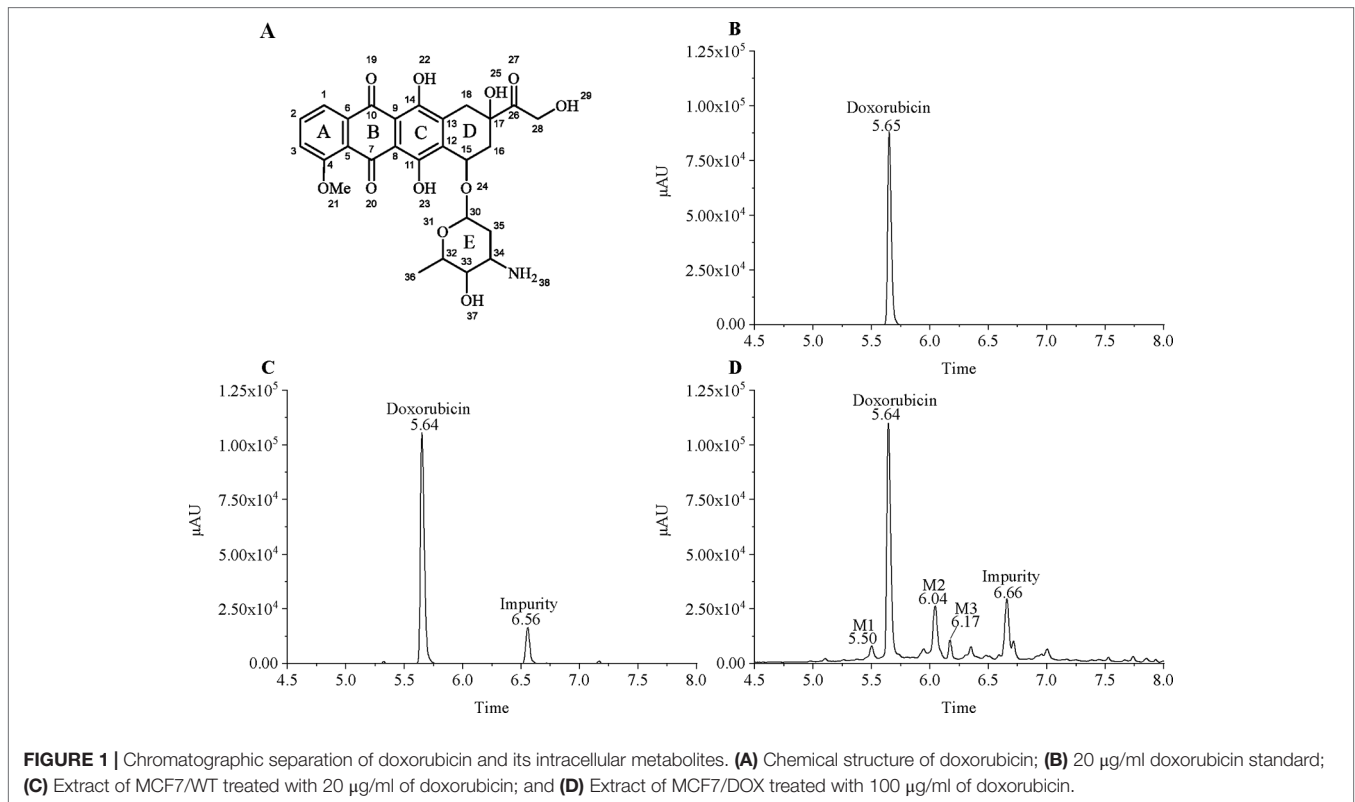 A
19
O
22
OH
25
OH
27
O
OH
29
1
2
3
4
5
6
7
8
9
10
11
12
13
14
15
16
17
18
26
28
A
B
C
D
OMe
21
O
20
OH
23
O
24
31
O
30
35
E
32
33
34
36
NH2
38
OH
37
B
1.25x10^5
1.00x10^5
7.50x10^4
5.00x10^4
2.50x10^4
0.00
µAU
Doxorubicin
5.65
4.5 5.0 5.5 6.0 6.5 7.0 7.5 8.0
Time
C
1.25x10^5
1.00x10^5
7.50x10^4
5.00x10^4
2.50x10^4
0.00
µAU
Doxorubicin
5.64
Impurity
6.56
4.5 5.0 5.5 6.0 6.5 7.0 7.5 8.0
Time
D
1.25x10^5
1.00x10^5
7.50x10^4
5.00x10^4
2.50x10^4
0.00
µAU
Doxorubicin
5.64
M1
5.50
M2
6.04
M3
6.17
Impurity
6.66
4.5 5.0 5.5 6.0 6.5 7.0 7.5 8.0
Time
FIGURE 1 | Chromatographic separation of doxorubicin and its intracellular metabolites. (A) Chemical structure of doxorubicin; (B) 20 µg/ml doxorubicin standard;
(C) Extract of MCF7/WT treated with 20 µg/ml of doxorubicin; and (D) Extract of MCF7/DOX treated with 100 µg/ml of doxorubicin.